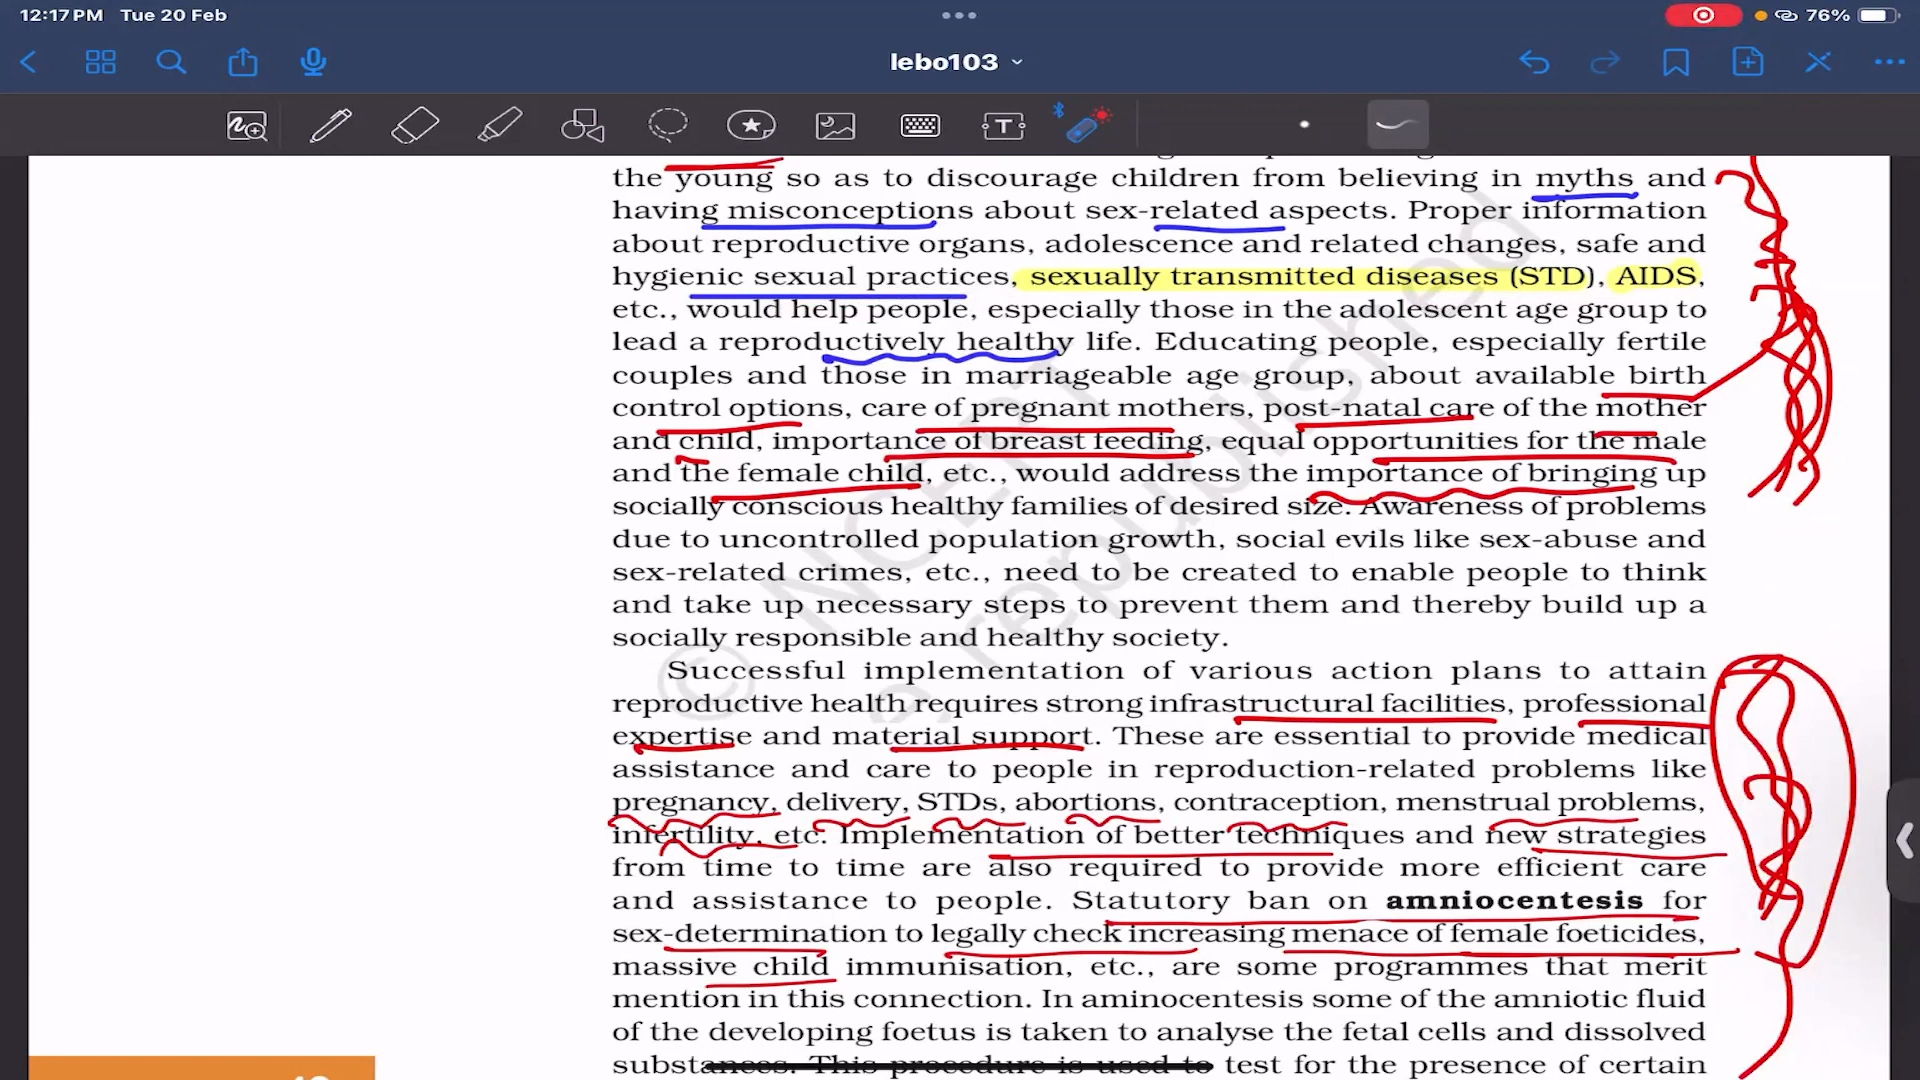 12:17 PM Tue 20 Feb
76%
lebo103
T
the young so as to discourage children from believing in myths and
having misconceptions about sex-related aspects. Proper information
about reproductive organs, adolescence and related changes, safe and
hygienic sexual practices, sexually transmitted diseases (STD), AIDS,
etc., would help people, especially those in the adolescent age group to
lead a reproductively healthy life. Educating people, especially fertile
couples and those in marriageable age group, about available birth
control options, care of pregnant mothers, post-natal care of the mother
and child, importance of breast feeding, equal opportunities for the male
and the female child, etc., would address the importance of bringing up
socially conscious healthy families of desired size. Awareness of problems
due to uncontrolled population growth, social evils like sex-abuse and
sex-related crimes, etc., need to be created to enable people to think
and take up necessary steps to prevent them and thereby build up a
socially responsible and healthy society.
Successful implementation of various action plans to attain
reproductive health requires strong infrastructural facilities, professional
expertise and material support. These are essential to provide medical
assistance and care to people in reproduction-related problems like
pregnancy, delivery, STDs, abortions, contraception, menstrual problems,
infertility, etc. Implementation of better techniques and new strategies
from time to time are also required to provide more efficient care
and assistance to people. Statutory ban on amniocentesis for
sex-determination to legally check increasing menace of female foeticides,
massive child immunisation, etc., are some programmes that merit
mention in this connection. In aminocentesis some of the amniotic fluid
of the developing foetus is taken to analyse the fetal cells and dissolved
substances. This procedure is used to test for the presence of certain
© NCERT
republished